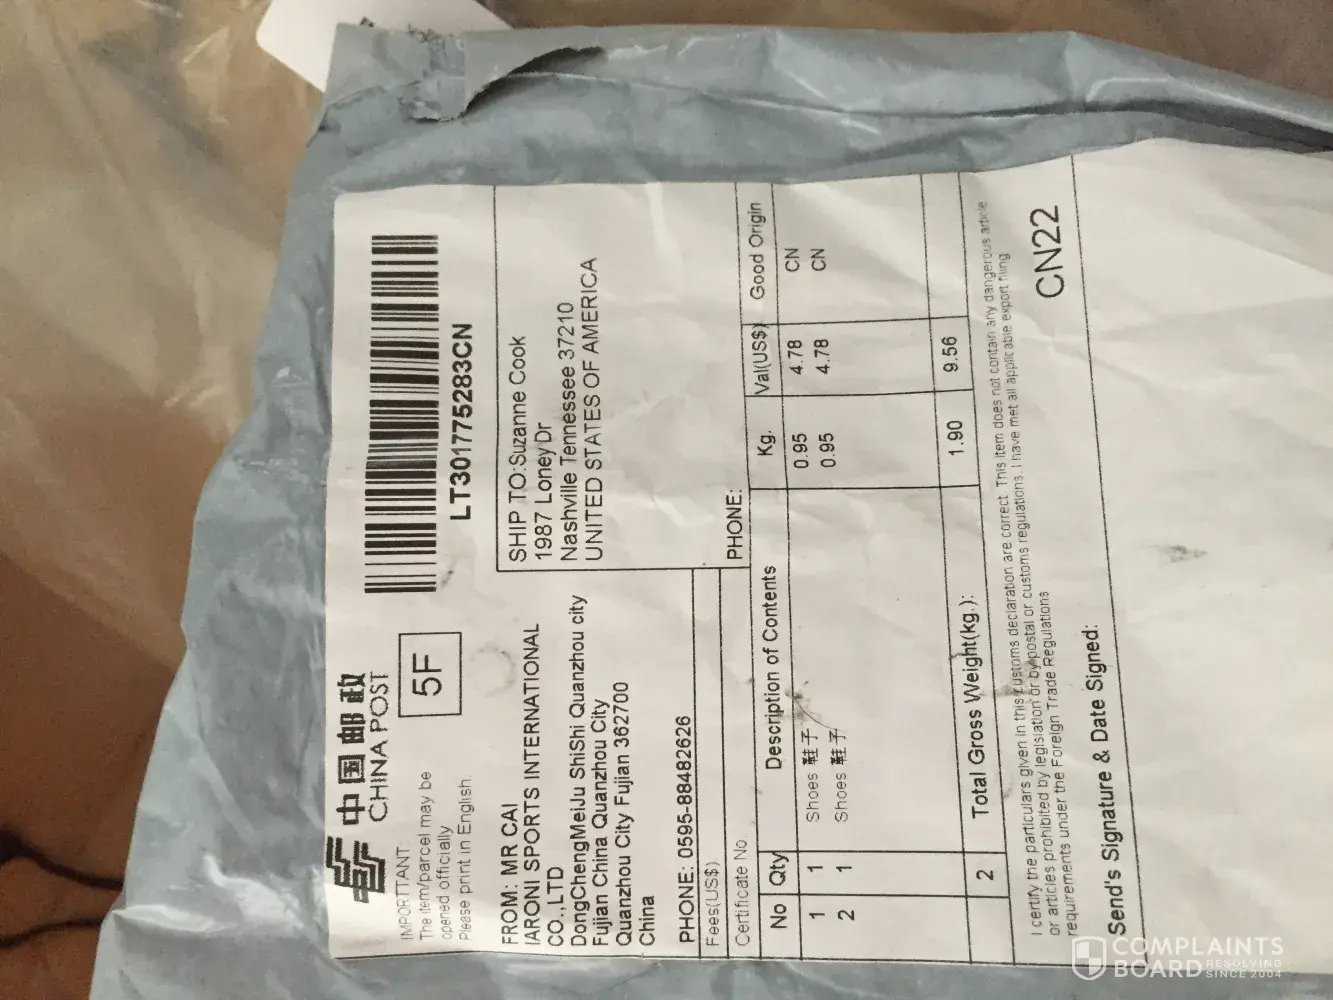 中国邮政
CHINA POST
5F
LT301775283CN
IMPORTTANT:
The item/parcel may be
opened officially
Please print in English
FROM: MR CAI
IARONI SPORTS INTERNATIONAL
CO.,LTD
DongChengMeiJu ShiShi Quanzhou city
Fujian China Quanzhou City
Quanzhou City Fujian 362700
China
PHONE: 0595-88482626
SHIP TO:Suzanne Cook
1987 Loney Dr
Nashville Tennessee 37210
UNITED STATES OF AMERICA
PHONE:
Fees(US$)
Certificate No.
No Qty Description of Contents Kg. Val(US$) Good Origin
1 1 Shoes 鞋子 0.95 4.78 CN
2 1 Shoes 鞋子 0.95 4.78 CN
2 Total Gross Weight(kg.): 1.90 9.56
I certify the particulars given in this customs declaration are correct. This item does not contain any dangerous article
or articles prohibited by legislation or by postal or customs regulations. I have met all applicable export filing
requirements under the Foreign Trade Regulations
Send's Signature & Date Signed:
CN22
COMPLAINTS
BOARD RESOLVING
SINCE 2004